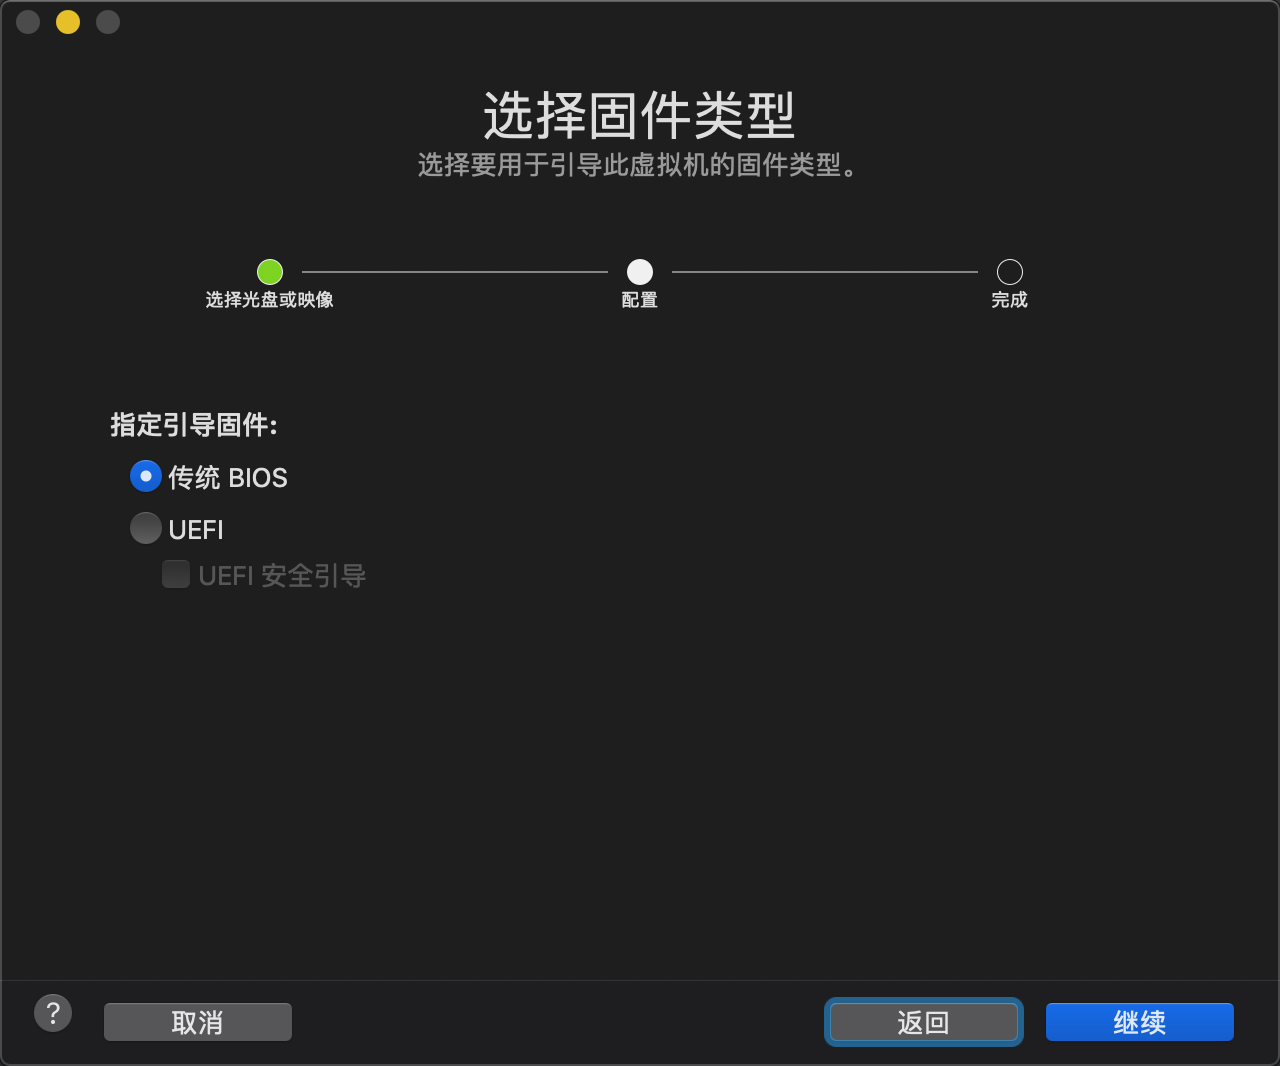 选择固件类型
选择要用于引导此虚拟机的固件类型。
选择光盘或映像
配置
完成
指定引导固件:
传统 BIOS
UEFI
UEFI 安全引导
?
取消
返回
继续